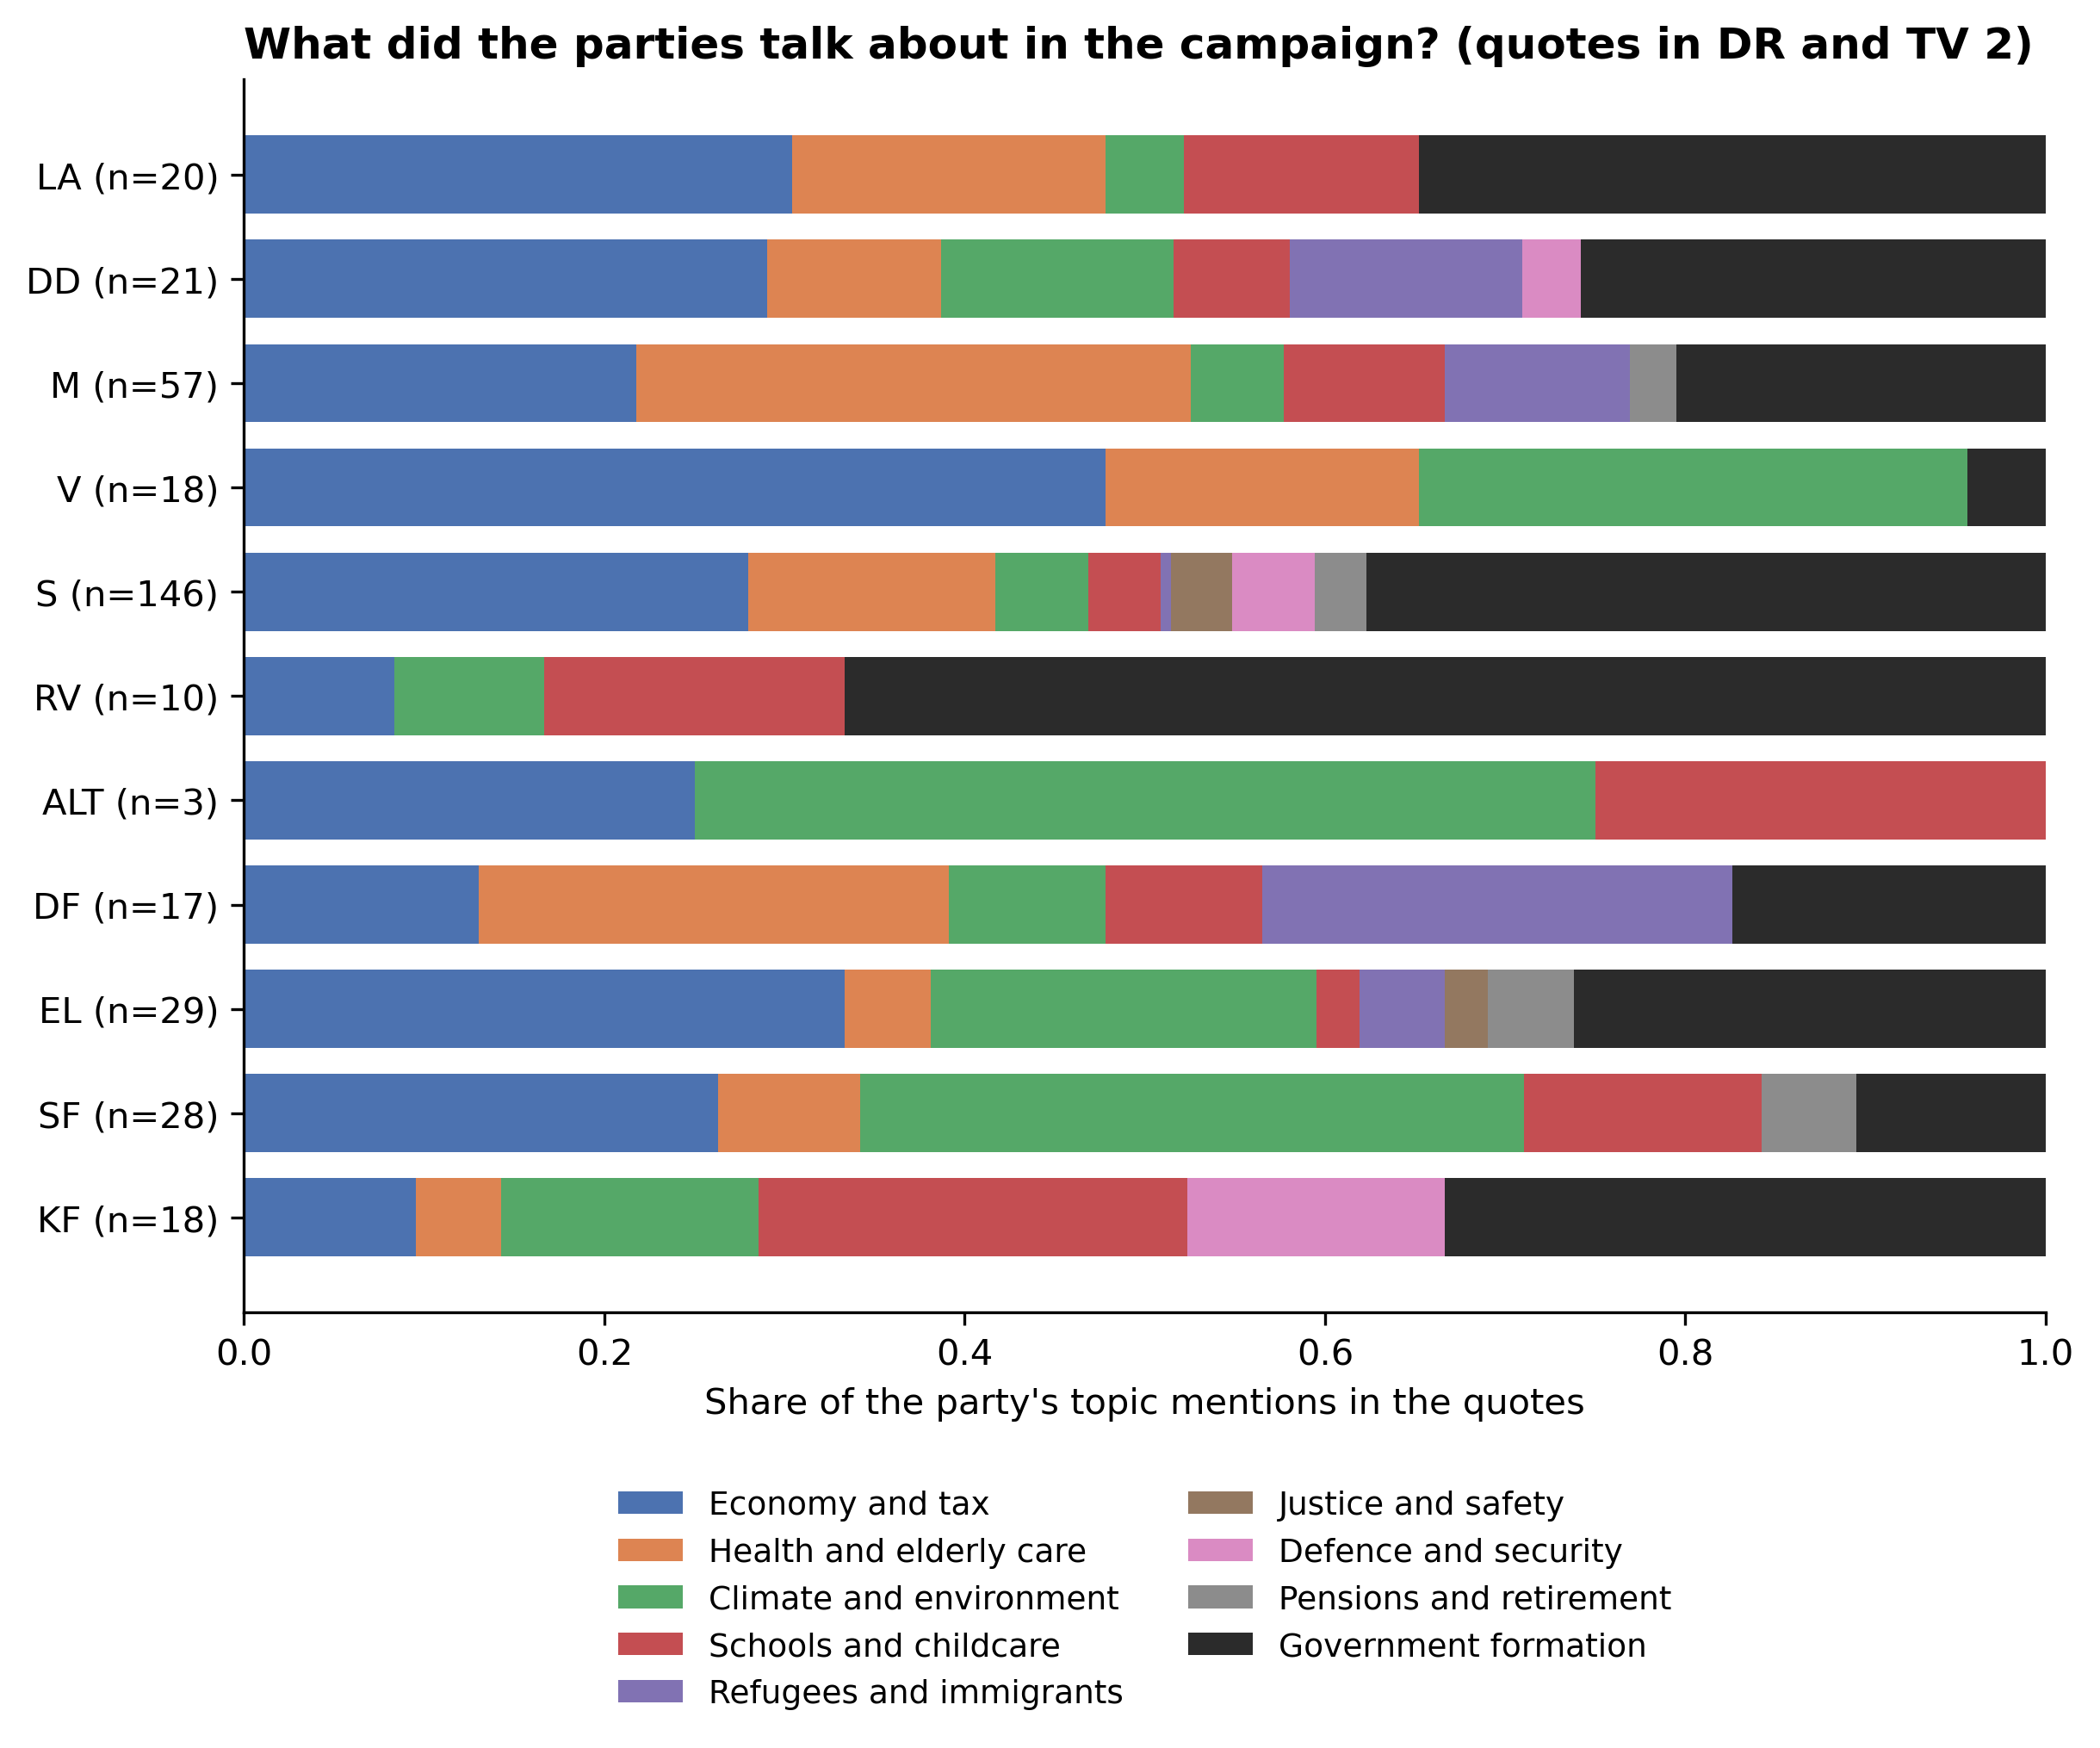 What did the parties talk about in the campaign? (quotes in DR and TV 2)
LA (n=20)
DD (n=21)
M (n=57)
V (n=18)
S (n=146)
RV (n=10)
ALT (n=3)
DF (n=17)
EL (n=29)
SF (n=28)
KF (n=18)
0.0 0.2 0.4 0.6 0.8 1.0
Share of the party's topic mentions in the quotes
Economy and tax
Health and elderly care
Climate and environment
Schools and childcare
Refugees and immigrants
Justice and safety
Defence and security
Pensions and retirement
Government formation